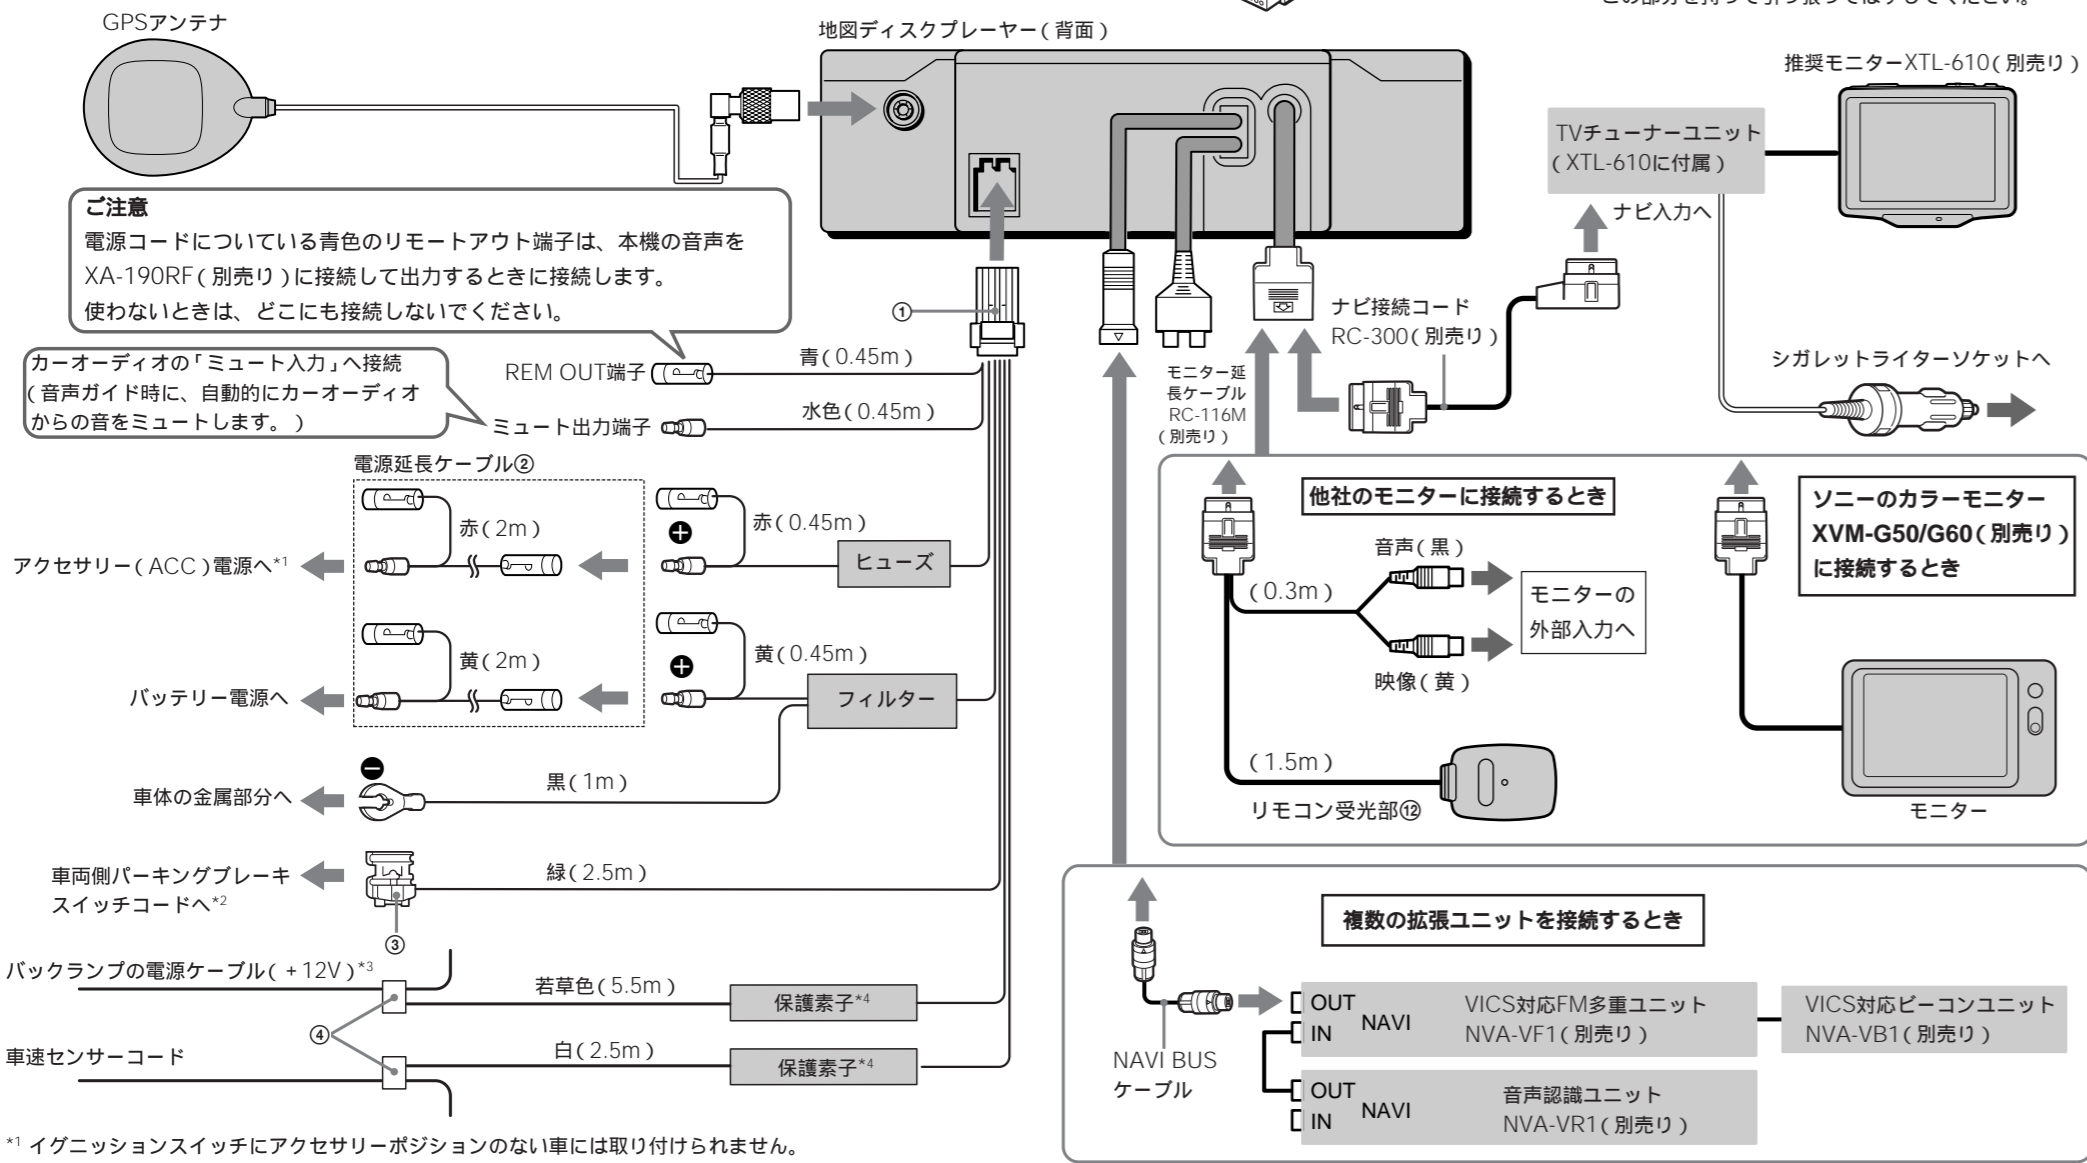 この部分を持って引っ張ってはずしてください。
GPSアンテナ
地図ディスクプレーヤー(背面)
推奨モニターXTL-610(別売り)
TVチューナーユニット
(XTL-610に付属)
ナビ入力へ
ご注意
電源コードについている青色のリモートアウト端子は、本機の音声を
XA-190RF(別売り)に接続して出力するときに接続します。
使わないときは、どこにも接続しないでください。
①
ナビ接続コード
RC-300(別売り)
シガレットライターソケットへ
カーオーディオの「ミュート入力」へ接続
(音声ガイド時に、自動的にカーオーディオ
からの音をミュートします。)
REM OUT端子
青(0.45m)
ミュート出力端子
水色(0.45m)
モニター延
長ケーブル
RC-116M
(別売り)
電源延長ケーブル②
赤(2m)
赤(0.45m)
ヒューズ
アクセサリー(ACC)電源へ*1
黄(2m)
黄(0.45m)
フィルター
バッテリー電源へ
黒(1m)
車体の金属部分へ
緑(2.5m)
車両側パーキングブレーキ
スイッチコードへ*2
③
バックランプの電源ケーブル(+12V)*3
若草色(5.5m)
保護素子*4
④
車速センサーコード
白(2.5m)
保護素子*4
*1 イグニッションスイッチにアクセサリーポジションのない車には取り付けられません。
他社のモニターに接続するとき
音声(黒)
(0.3m)
モニターの
外部入力へ
映像(黄)
(1.5m)
リモコン受光部⑫
ソニーのカラーモニター
XVM-G50/G60(別売り)
に接続するとき
モニター
複数の拡張ユニットを接続するとき
NAVI BUS
ケーブル
OUT
IN
NAVI
VICS対応FM多重ユニット
NVA-VF1(別売り)
VICS対応ビーコンユニット
NVA-VB1(別売り)
OUT
IN
NAVI
音声認識ユニット
NVA-VR1(別売り)